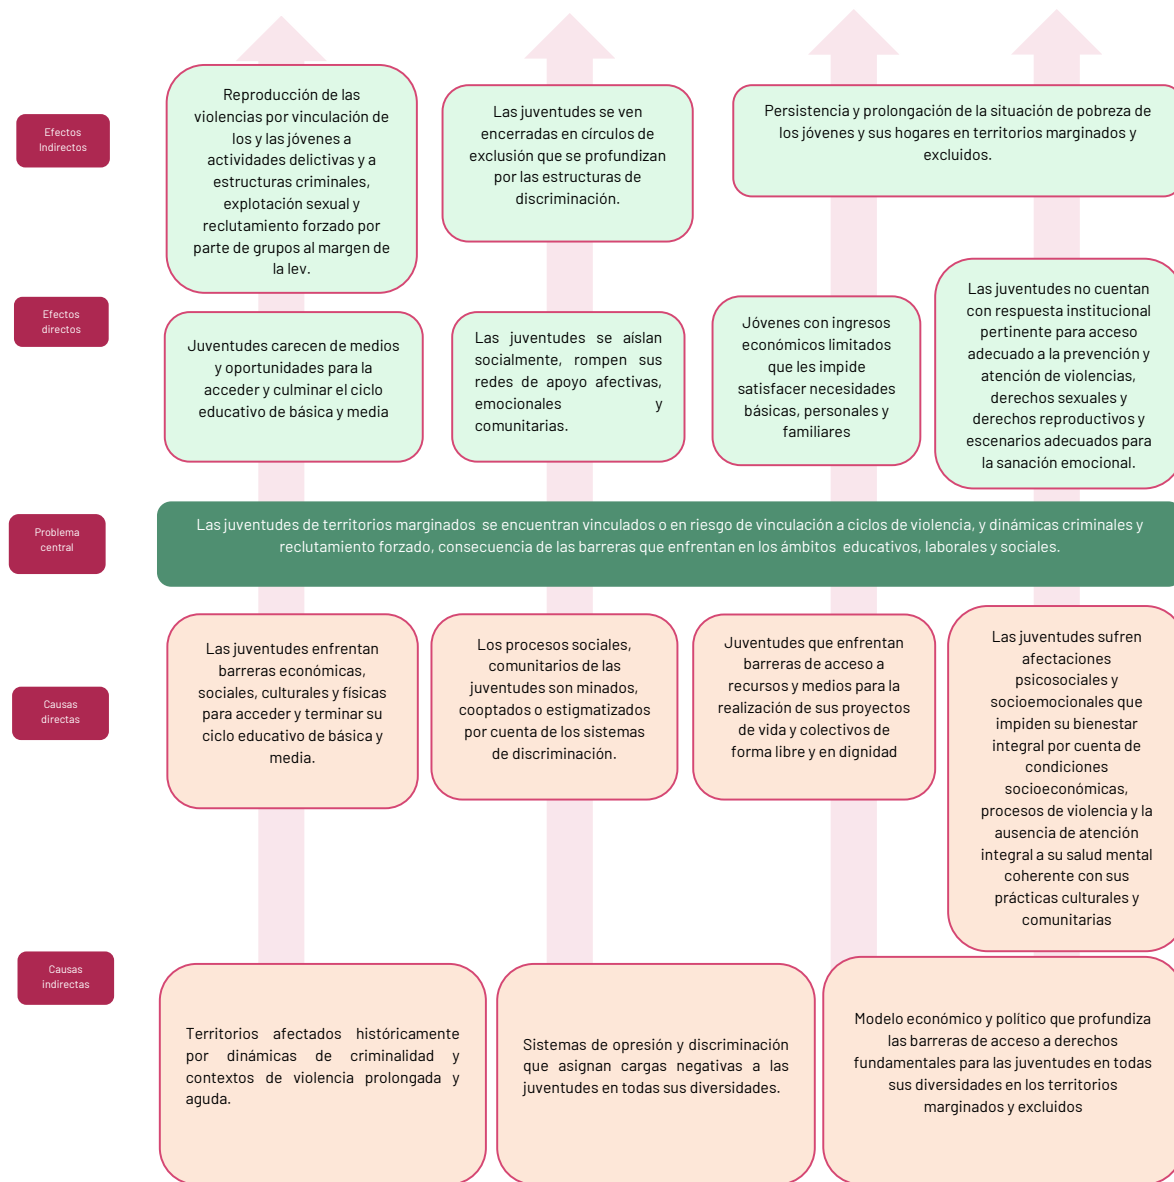 Efectos
Indirectos
Reproducción de las
violencias por vinculación de
los y las jóvenes a
actividades delictivas y a
estructuras criminales,
explotación sexual y
reclutamiento forzado por
parte de grupos al margen de
la lev.
Las juventudes se ven
encerradas en círculos de
exclusión que se profundizan
por las estructuras de
discriminación.
Persistencia y prolongación de la situación de pobreza de
los jóvenes y sus hogares en territorios marginados y
excluidos.
Efectos
directos
Juventudes carecen de medios
y oportunidades para la
acceder y culminar el ciclo
educativo de básica y media
Las juventudes se aíslan
socialmente, rompen sus
redes de apoyo afectivas,
emocionales y
comunitarias.
Jóvenes con ingresos
económicos limitados
que les impide
satisfacer necesidades
básicas, personales y
familiares
Las juventudes no cuentan
con respuesta institucional
pertinente para acceso
adecuado a la prevención y
atención de violencias,
derechos sexuales y
derechos reproductivos y
escenarios adecuados para
la sanación emocional.
Problema
central
Las juventudes de territorios marginados se encuentran vinculados o en riesgo de vinculación a ciclos de violencia, y dinámicas criminales y
reclutamiento forzado, consecuencia de las barreras que enfrentan en los ámbitos educativos, laborales y sociales.
Causas
directas
Las juventudes enfrentan
barreras económicas,
sociales, culturales y físicas
para acceder y terminar su
ciclo educativo de básica y
media.
Los procesos sociales,
comunitarios de las
juventudes son minados,
cooptados o estigmatizados
por cuenta de los sistemas
de discriminación.
Juventudes que enfrentan
barreras de acceso a
recursos y medios para la
realización de sus proyectos
de vida y colectivos de
forma libre y en dignidad
Las juventudes sufren
afectaciones
psicosociales y
socioemocionales que
impiden su bienestar
integral por cuenta de
condiciones
socioeconómicas,
procesos de violencia y la
ausencia de atención
integral a su salud mental
coherente con sus
prácticas culturales y
comunitarias
Causas
indirectas
Territorios afectados históricamente
por dinámicas de criminalidad y
contextos de violencia prolongada y
aguda.
Sistemas de opresión y discriminación
que asignan cargas negativas a las
juventudes en todas sus diversidades.
Modelo económico y político que profundiza
las barreras de acceso a derechos
fundamentales para las juventudes en todas
sus diversidades en los territorios
marginados y excluidos